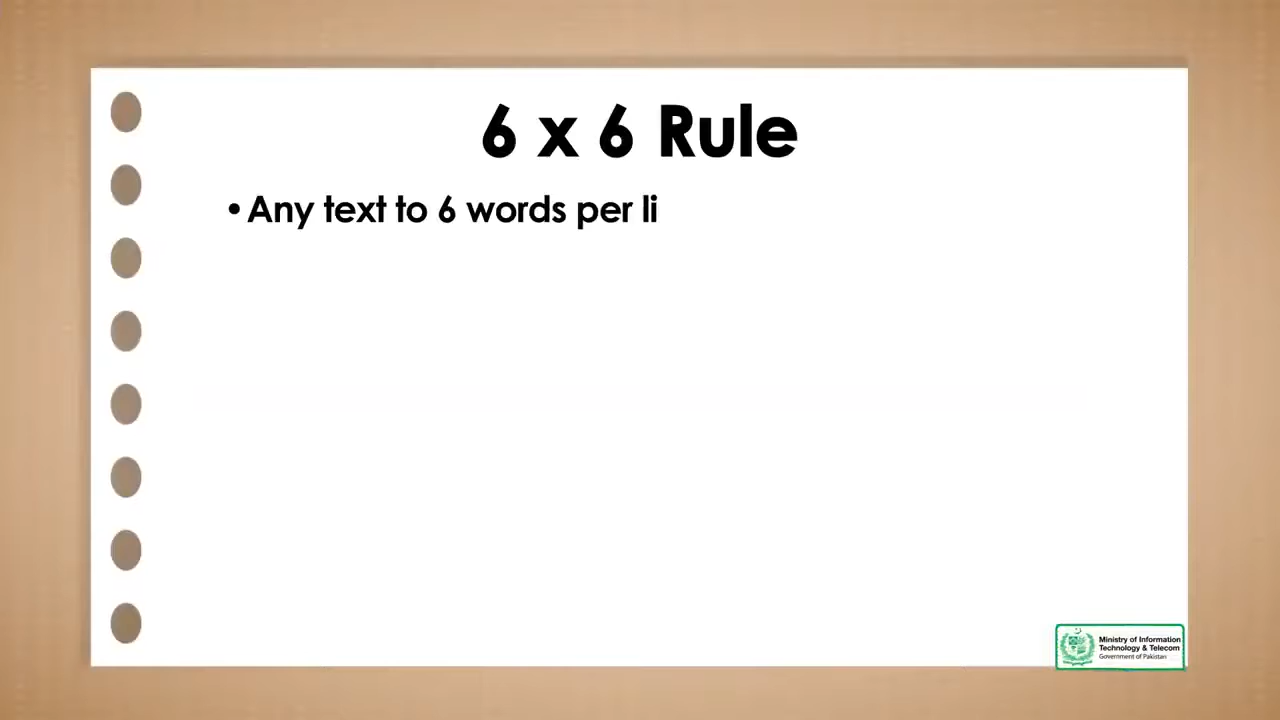 6 x 6 Rule
•Any text to 6 words per li
Ministry of Information
Technology & Telecom
Government of Pakistan